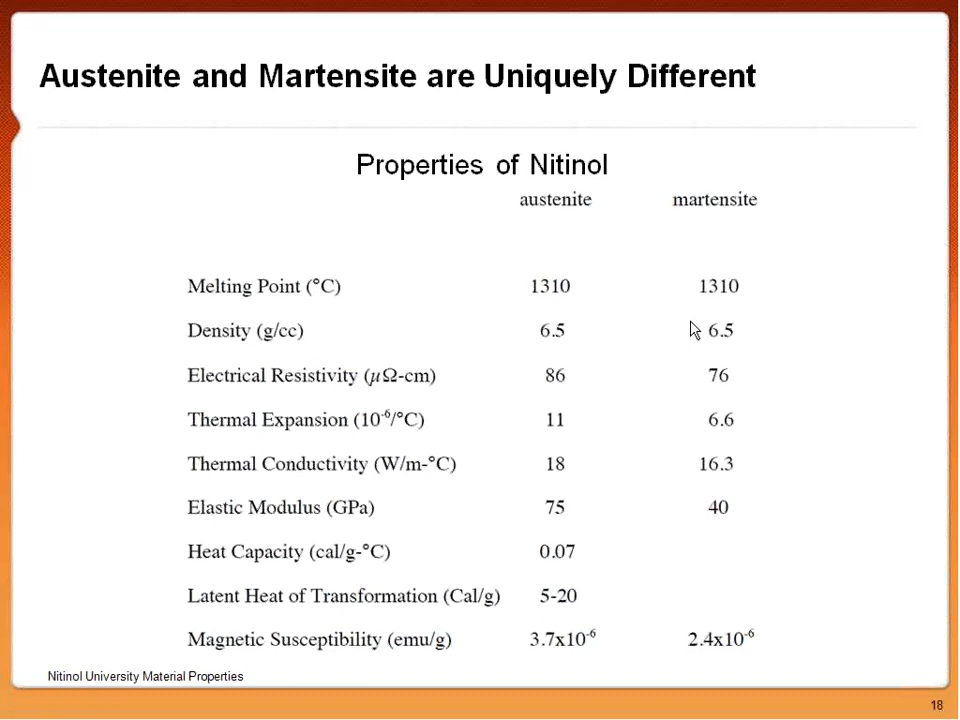 Austenite and Martensite are Uniquely Different
Properties of Nitinol
austenite martensite
Melting Point (°C) 1310 1310
Density (g/cc) 6.5 6.5
Electrical Resistivity (μΩ-cm) 86 76
Thermal Expansion (10⁻⁶/°C) 11 6.6
Thermal Conductivity (W/m-°C) 18 16.3
Elastic Modulus (GPa) 75 40
Heat Capacity (cal/g-°C) 0.07
Latent Heat of Transformation (Cal/g) 5-20
Magnetic Susceptibility (emu/g) 3.7x10⁻⁶ 2.4x10⁻⁶
Nitinol University Material Properties
18